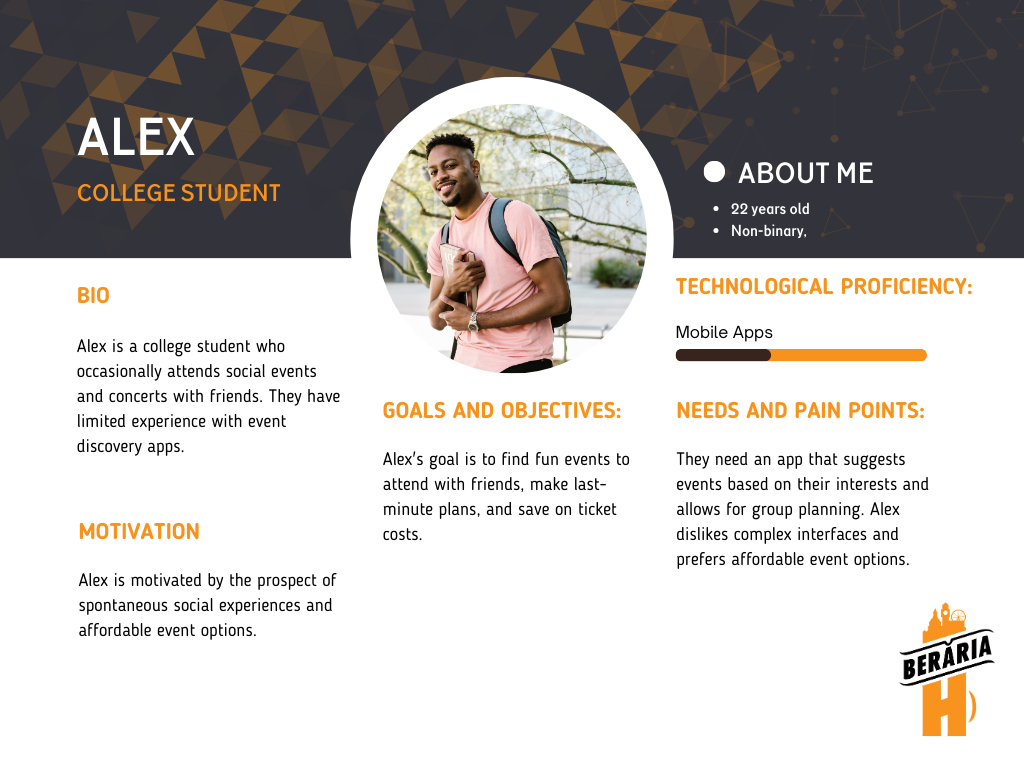 ALEX
COLLEGE STUDENT
ABOUT ME
• 22 years old
• Non-binary,
BIO
Alex is a college student who
occasionally attends social events
and concerts with friends. They have
limited experience with event
discovery apps.
MOTIVATION
Alex is motivated by the prospect of
spontaneous social experiences and
affordable event options.
GOALS AND OBJECTIVES:
Alex's goal is to find fun events to
attend with friends, make last-
minute plans, and save on ticket
costs.
TECHNOLOGICAL PROFICIENCY:
Mobile Apps
NEEDS AND PAIN POINTS:
They need an app that suggests
events based on their interests and
allows for group planning. Alex
dislikes complex interfaces and
prefers affordable event options.
BERĂRIA
H